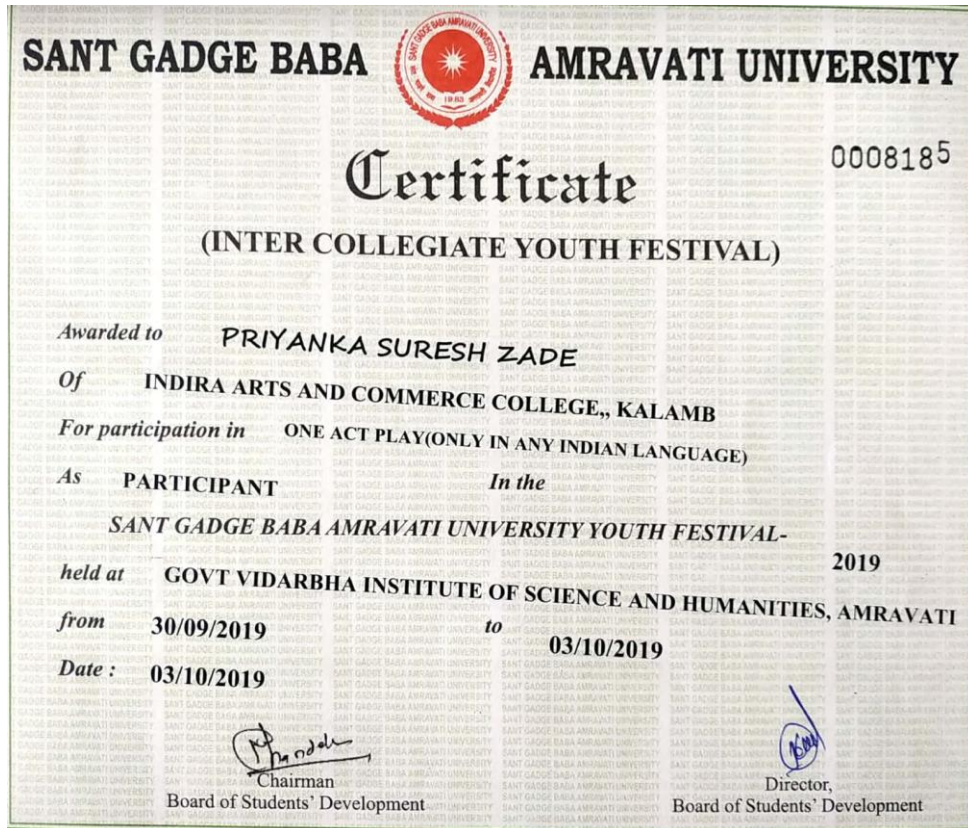 SANT GADGE BABA AMRAVATI UNIVERSITY
1983
0008185
Certificate
(INTER COLLEGIATE YOUTH FESTIVAL)
Awarded to PRIYANKA SURESH ZADE
Of INDIRA ARTS AND COMMERCE COLLEGE,, KALAMB
For participation in ONE ACT PLAY(ONLY IN ANY INDIAN LANGUAGE)
As PARTICIPANT In the
SANT GADGE BABA AMRAVATI UNIVERSITY YOUTH FESTIVAL-
2019
held at GOVT VIDARBHA INSTITUTE OF SCIENCE AND HUMANITIES, AMRAVATI
from 30/09/2019 to 03/10/2019
Date : 03/10/2019
Chairman
Board of Students' Development
Director,
Board of Students' Development